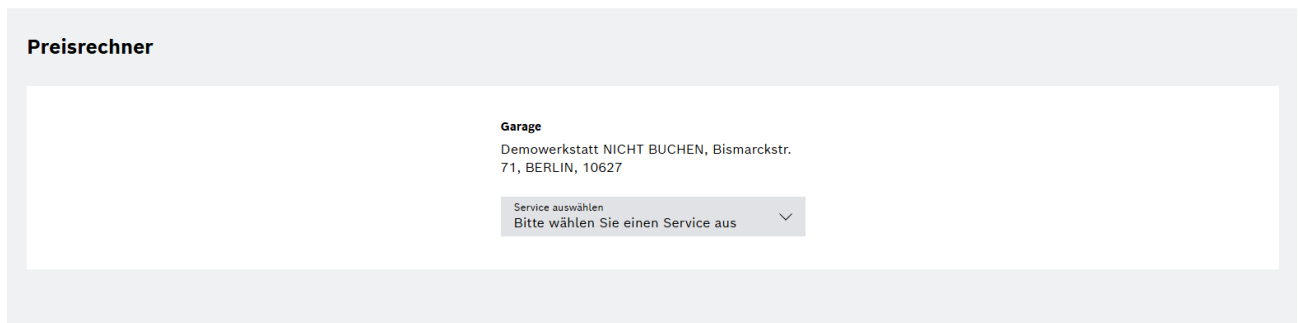 Preisrechner
Garage
Demowerkstatt NICHT BUCHEN, Bismarckstr.
71, BERLIN, 10627
Service auswählen
Bitte wählen Sie einen Service aus